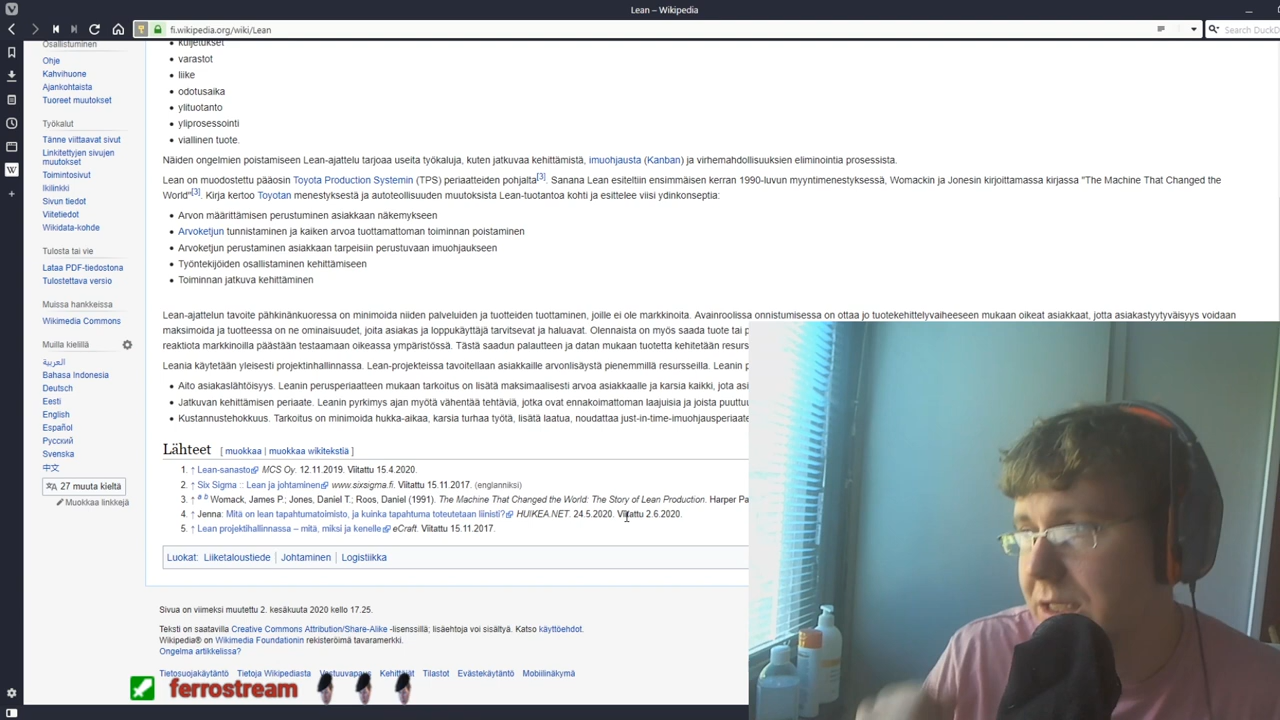 Lean – Wikipedia
fi.wikipedia.org/wiki/Lean
Search DuckD
Osallistuminen
Ohje
Kahvihuone
Ajankohtaista
Tuoreet muutokset
Työkalut
Tänne viittaavat sivut
Linkitettyjen sivujen
muutokset
Toimintosivut
Ikilinkki
Sivun tiedot
Viitetiedot
Wikidata-kohde
Tulosta tai vie
Lataa PDF-tiedostona
Tulostettava versio
Muissa hankkeissa
Wikimedia Commons
Muilla kielillä
العربية
Bahasa Indonesia
Deutsch
Eesti
English
Español
Русский
Svenska
中文
27 muuta kieltä
Muokkaa linkkejä
kuljetukset
varastot
liike
odotusaika
ylituotanto
yliprosessointi
viallinen tuote.
Näiden ongelmien poistamiseen Lean-ajattelu tarjoaa useita työkaluja, kuten jatkuvaa kehittämistä, imuohjausta (Kanban) ja virhemahdollisuuksien eliminointia prosessista.
Lean on muodostettu pääosin Toyota Production Systemin (TPS) periaatteiden pohjalta[3]. Sanana Lean esiteltiin ensimmäisen kerran 1990-luvun myyntimenestyksessä, Womackin ja Jonesin kirjoittamassa kirjassa "The Machine That Changed the
World"[3]. Kirja kertoo Toyotan menestyksestä ja autoteollisuuden muutoksista Lean-tuotantoa kohti ja esittelee viisi ydinkonseptia:
Arvon määrittämisen perustuminen asiakkaan näkemykseen
Arvoketjun tunnistaminen ja kaiken arvoa tuottamattoman toiminnan poistaminen
Arvoketjun perustaminen asiakkaan tarpeisiin perustuvaan imuohjaukseen
Työntekijöiden osallistaminen kehittämiseen
Toiminnan jatkuva kehittäminen
Lean-ajattelun tavoite pähkinänkuoressa on minimoida niiden palveluiden ja tuotteiden tuottaminen, joille ei ole markkinoita. Avainroolissa onnistumisessa on ottaa jo tuotekehittelyvaiheeseen mukaan oikeat asiakkaat, jotta asiakastyytyväisyys voidaan
maksimoida ja tuotteessa on ne ominaisuudet, joita asiakas ja loppukäyttäjä tarvitsevat ja haluavat. Olennaista on myös saada tuote tai p
reaktiota markkinoilla päästään testaamaan oikeassa ympäristössä. Tästä saadun palautteen ja datan mukaan tuotetta kehitetään resurs
Leania käytetään yleisesti projektinhallinnassa. Lean-projekteissa tavoitellaan asiakkaille arvonlisäystä pienemmillä resursseilla. Leanin p
Aito asiakaslähtöisyys. Leanin perusperiaatteen mukaan tarkoitus on lisätä maksimaalisesti arvoa asiakkaalle ja karsia kaikki, jota asi
Jatkuvan kehittämisen periaate. Leanin pyrkimys ajan myötä vähentää tehtäviä, jotka ovat ennakoimattoman laajuisia ja joista puuttuu
Kustannustehokkuus. Tarkoitus on minimoida hukka-aikaa, karsia turhaa työtä, lisätä laatua, noudattaa just-in-time-imuohjausperiaate
Lähteet [ muokkaa | muokkaa wikitekstiä ]
1. ↑ Lean-sanasto MCS Oy. 12.11.2019. Viitattu 15.4.2020.
2. ↑ Six Sigma :: Lean ja johtaminen www.sixsigma.fi. Viitattu 15.11.2017. (englanniksi)
3. ↑ a b Womack, James P.; Jones, Daniel T.; Roos, Daniel (1991). The Machine That Changed the World: The Story of Lean Production. Harper Pa
4. ↑ Jenna: Mitä on lean tapahtumatoimisto, ja kuinka tapahtuma toteutetaan liinisti? HUIKEA.NET. 24.5.2020. Viitattu 2.6.2020.
5. ↑ Lean projektihallinnassa – mitä, miksi ja kenelle eCraft. Viitattu 15.11.2017.
Luokat: Liiketaloustiede | Johtaminen | Logistiikka
Sivua on viimeksi muutettu 2. kesäkuuta 2020 kello 17.25.
Teksti on saatavilla Creative Commons Attribution/Share-Alike -lisenssillä; lisäehtoja voi sisältyä. Katso käyttöehdot.
Wikipedia® on Wikimedia Foundationin rekisteröimä tavaramerkki.
Ongelma artikkelissa?
Tietosuojakäytäntö Tietoja Wikipediasta Vastuuvapaus Kehittäjät Tilastot Evästekäytäntö Mobiilinäkymä
ferrostream